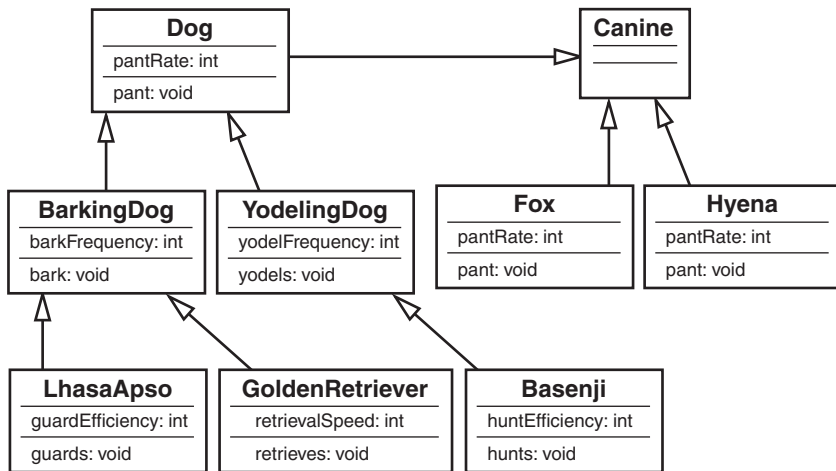 Dog
pantRate: int
pant: void
Canine
BarkingDog
barkFrequency: int
bark: void
YodelingDog
yodelFrequency: int
yodels: void
Fox
pantRate: int
pant: void
Hyena
pantRate: int
pant: void
LhasaApso
guardEfficiency: int
guards: void
GoldenRetriever
retrievalSpeed: int
retrieves: void
Basenji
huntEfficiency: int
hunts: void